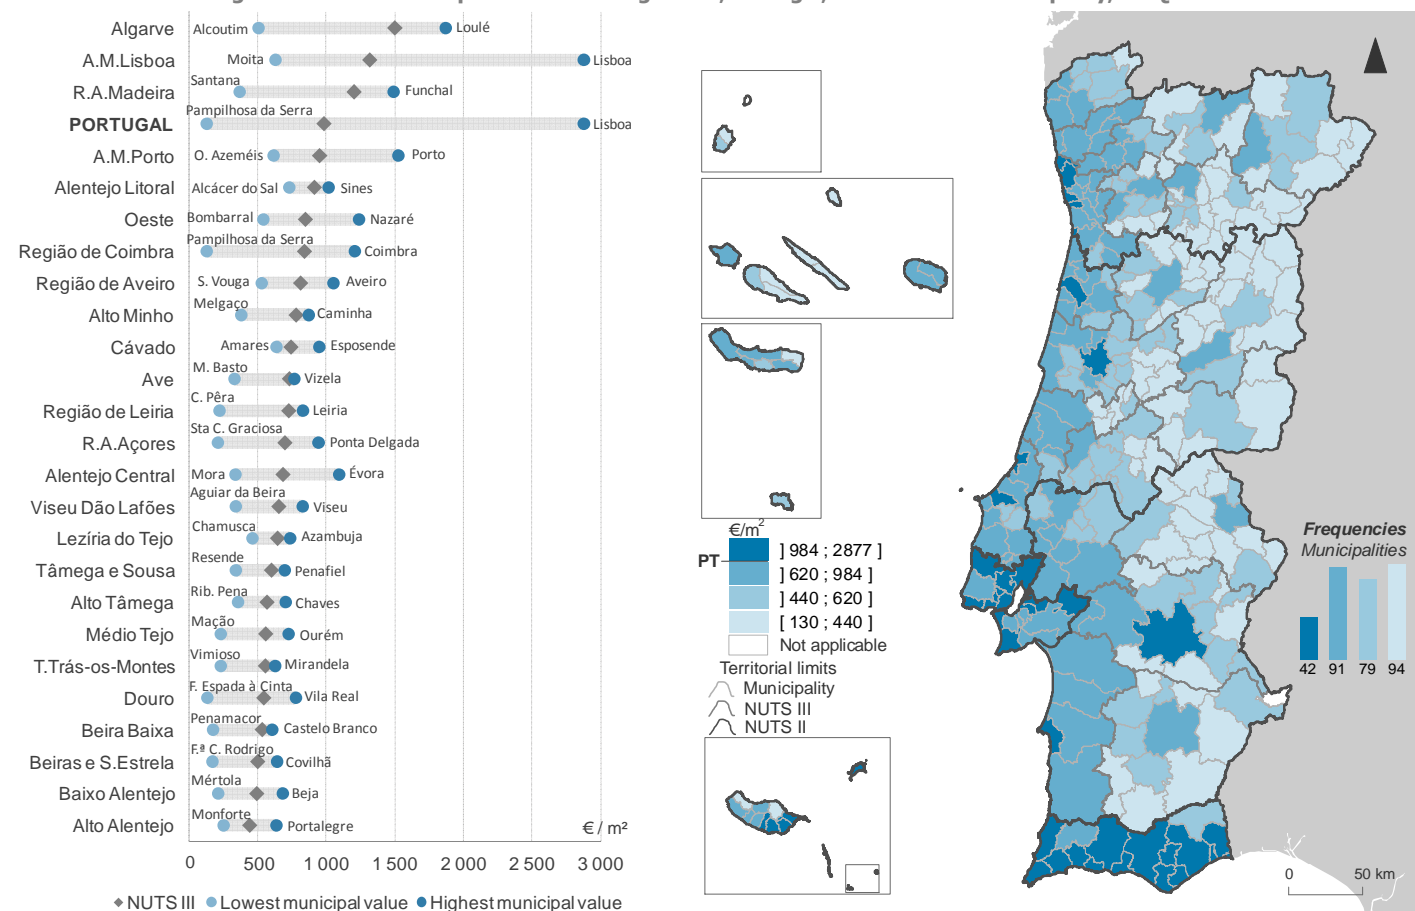 Algarve Alcoutim Loulé
A.M.Lisboa Moita Lisboa
R.A.Madeira Santana Funchal
PORTUGAL Pampilhosa da Serra Lisboa
A.M.Porto O. Azeméis Porto
Alentejo Litoral Alcácer do Sal Sines
Oeste Bombarral Nazaré
Região de Coimbra Pampilhosa da Serra Coimbra
Região de Aveiro S. Vouga Aveiro
Alto Minho Melgaço Caminha
Cávado Amares Esposende
Ave M. Basto Vizela
Região de Leiria C. Pêra Leiria
R.A.Açores Sta C. Graciosa Ponta Delgada
Alentejo Central Mora Évora
Viseu Dão Lafões Aguiar da Beira Viseu
Lezíria do Tejo Chamusca Azambuja
Tâmega e Sousa Resende Penafiel
Alto Tâmega Rib. Pena Chaves
Médio Tejo Mação Ourém
T.Trás-os-Montes Vimioso Mirandela
Douro F. Espada à Cinta Vila Real
Beira Baixa Penamacor Castelo Branco
Beiras e S.Estrela F.ª C. Rodrigo Covilhã
Baixo Alentejo Mértola Beja
Alto Alentejo Monforte Portalegre
€ / m²
0 500 1 000 1 500 2 000 2 500 3 000
NUTS III Lowest municipal value Highest municipal value
€/m²
PT
] 984 ; 2877 ]
] 620 ; 984 ]
] 440 ; 620 ]
[ 130 ; 440 ]
Not applicable
Territorial limits
Municipality
NUTS III
NUTS II
Frequencies
Municipalities
42 91 79 94
0 50 km